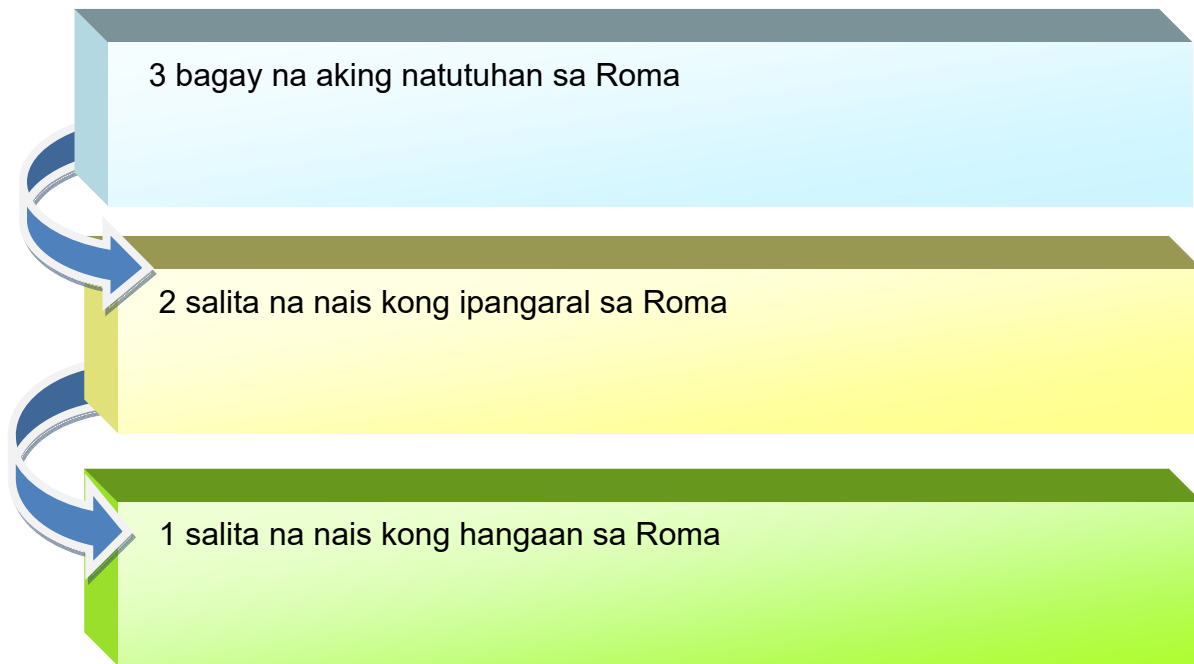 3 bagay na aking natutuhan sa Roma
2 salita na nais kong ipangaral sa Roma
1 salita na nais kong hangaan sa Roma